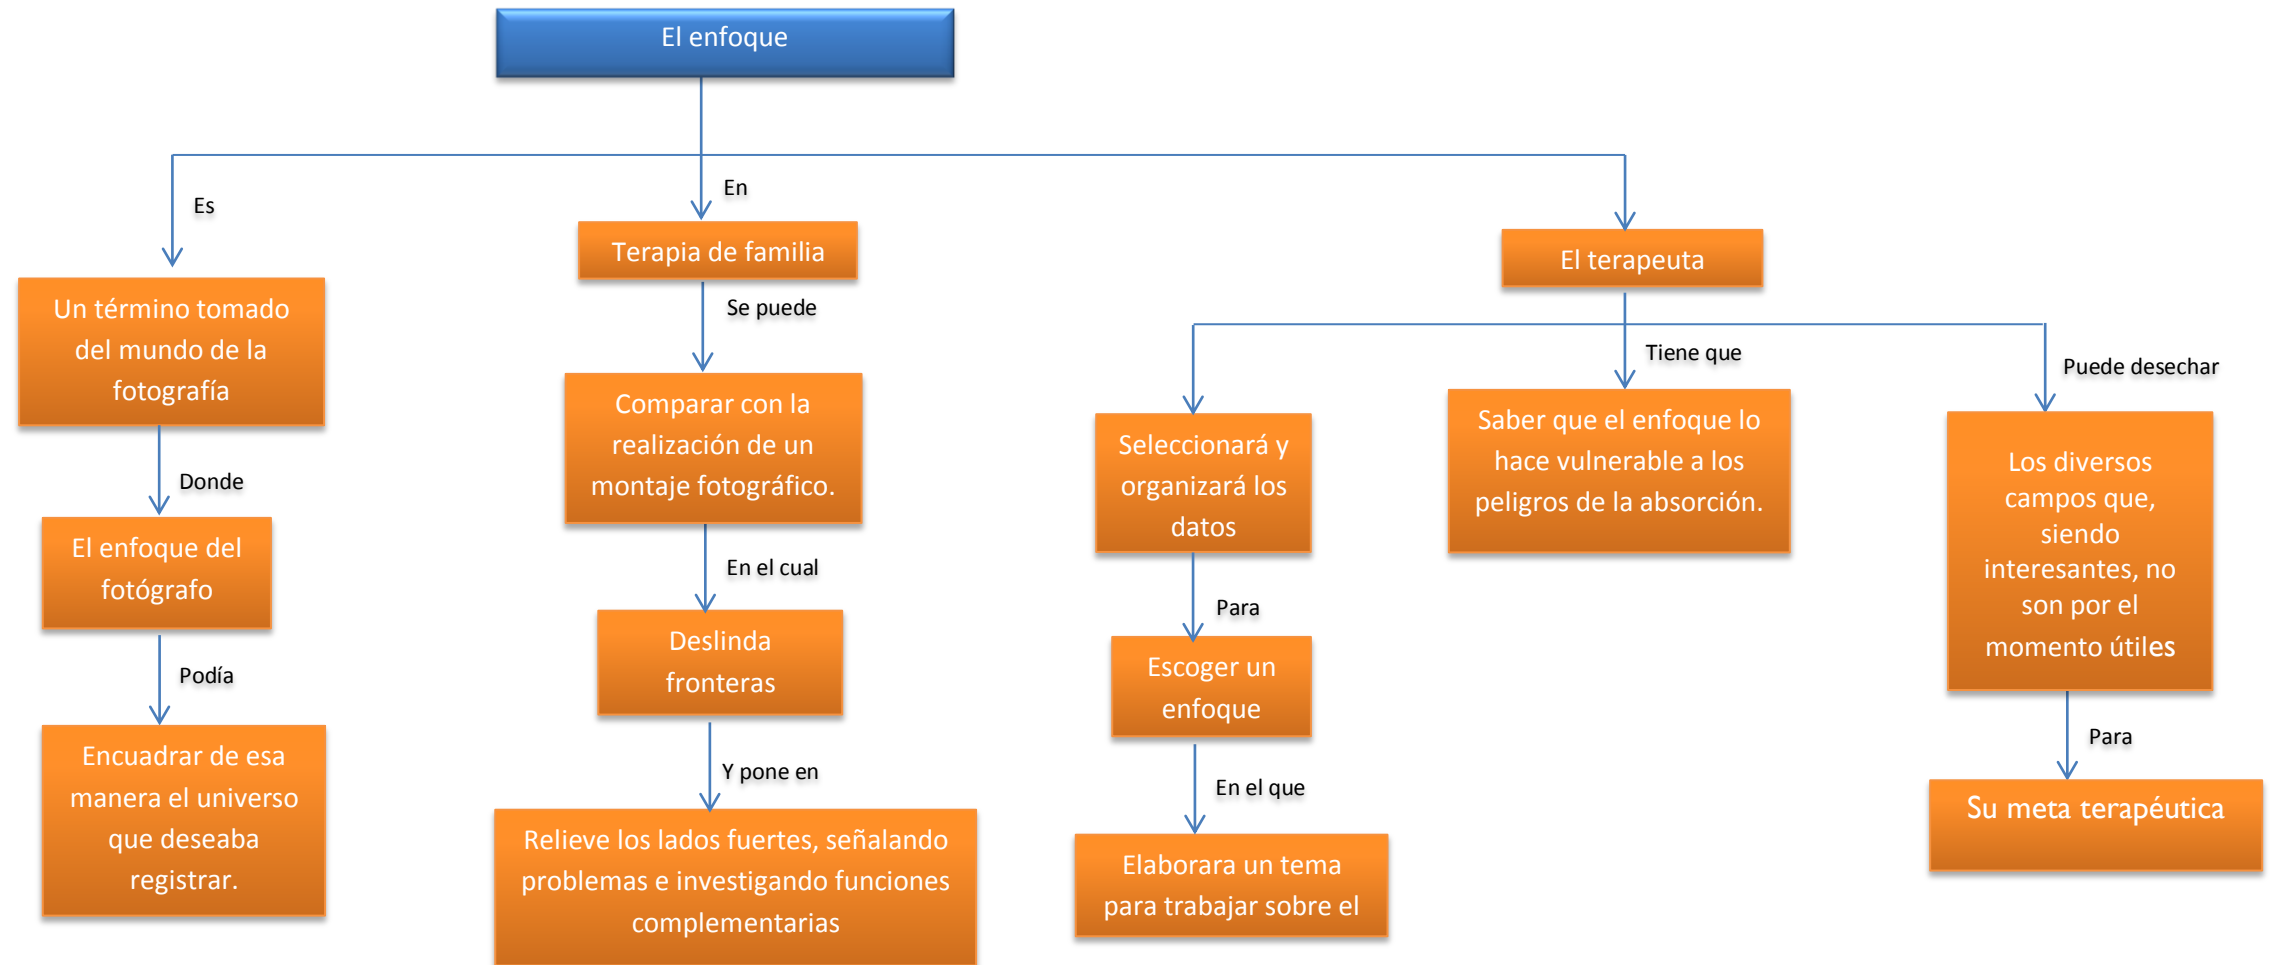 El enfoque
Es
En
Un término tomado
del mundo de la
fotografía
Donde
El enfoque del
fotógrafo
Podía
Encuadrar de esa
manera el universo
que deseaba
registrar.
Terapia de familia
Se puede
Comparar con la
realización de un
montaje fotográfico.
En el cual
Deslinda
fronteras
Y pone en
Relieve los lados fuertes, señalando
problemas e investigando funciones
complementarias
El terapeuta
Seleccionará y
organizará los
datos
Para
Escoger un
enfoque
En el que
Elaborara un tema
para trabajar sobre el
Tiene que
Saber que el enfoque lo
hace vulnerable a los
peligros de la absorción.
Puede desechar
Los diversos
campos que,
siendo
interesantes, no
son por el
momento útiles
Para
Su meta terapéutica